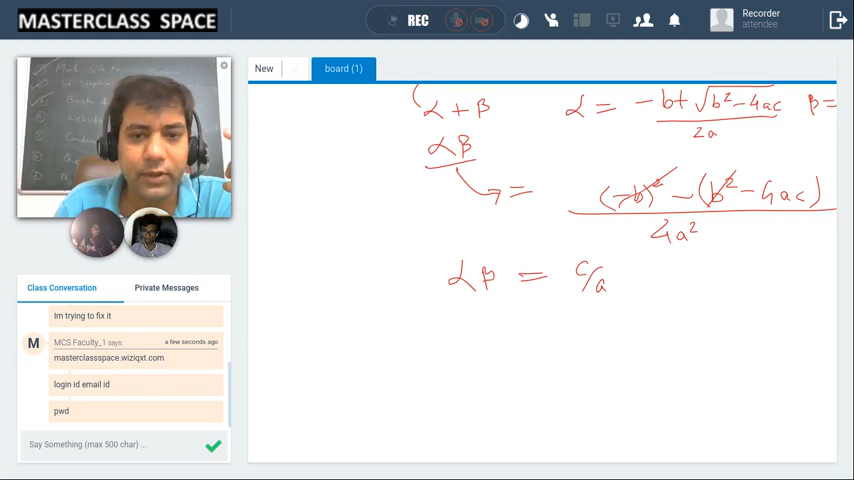 MASTERCLASS SPACE
REC
Recorder
attendee
New
board (1)
α + β
α = -b + √b² - 4ac / 2a β =
αβ
= (-b)² - (b² - 4ac) / 4a²
αβ = c/a
Class Conversation
Private Messages
Im trying to fix it
M
MCS Faculty_1 says
a few seconds ago
masterclassspace.wiziqxt.com
login id email id
pwd
Say Something (max 500 char) ...